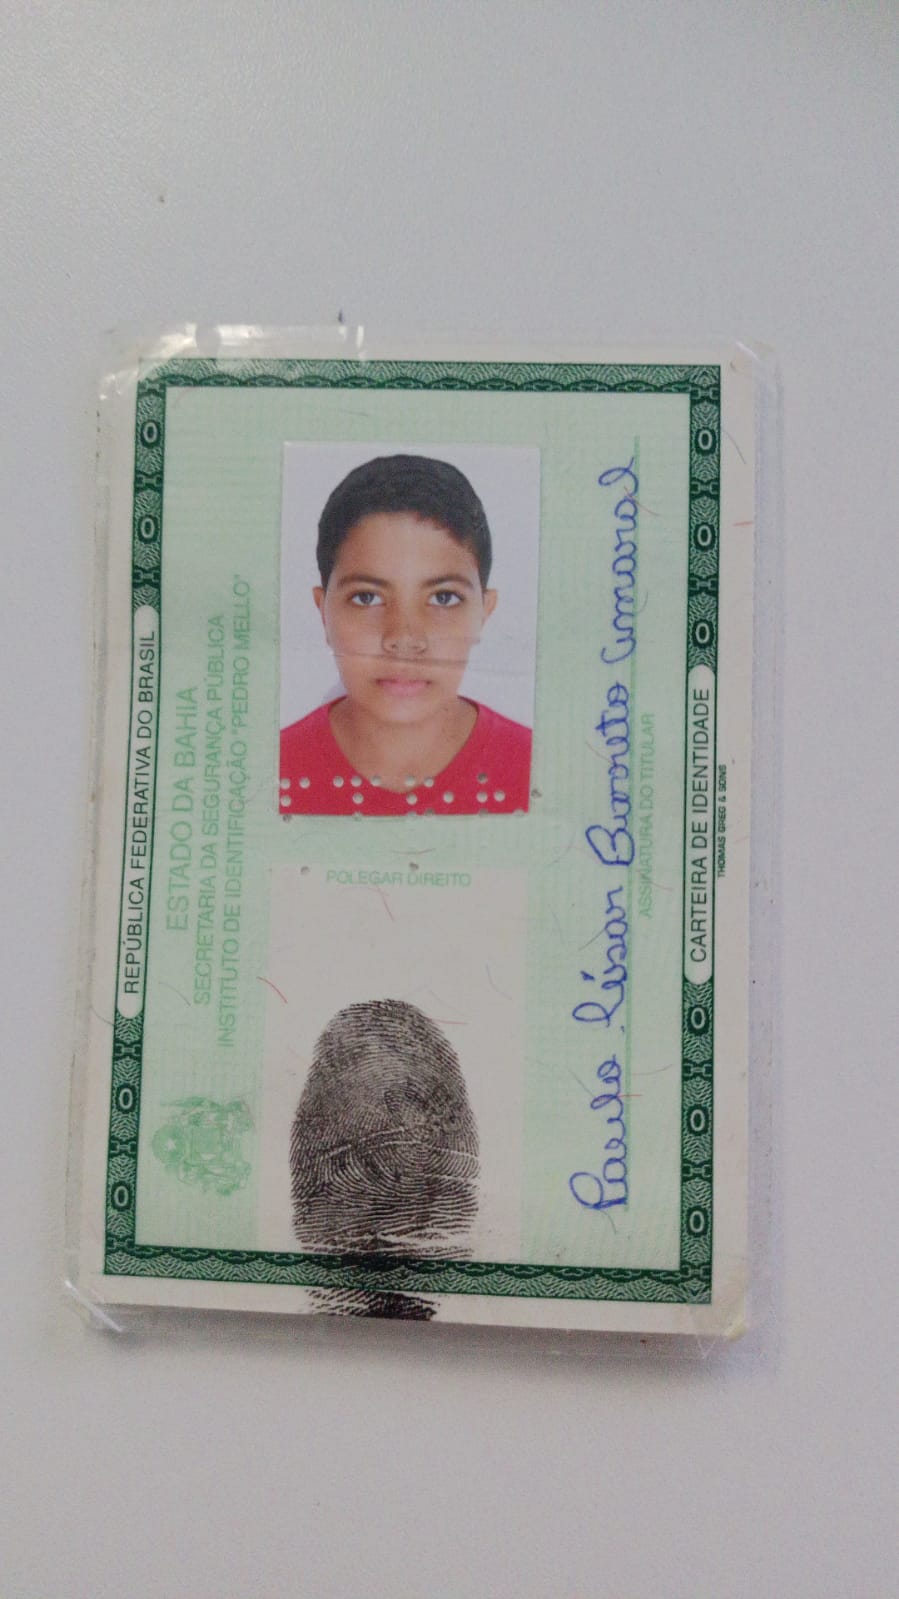 REPÚBLICA FEDERATIVA DO BRASIL
ESTADO DA BAHIA
SECRETARIA DA SEGURANÇA PÚBLICA
INSTITUTO DE IDENTIFICAÇÃO "PEDRO MELLO"
POLEGAR DIREITO
Paulo César Barreto Amaral
ASSINATURA DO TITULAR
CARTEIRA DE IDENTIDADE
THOMAS GREG & SONS